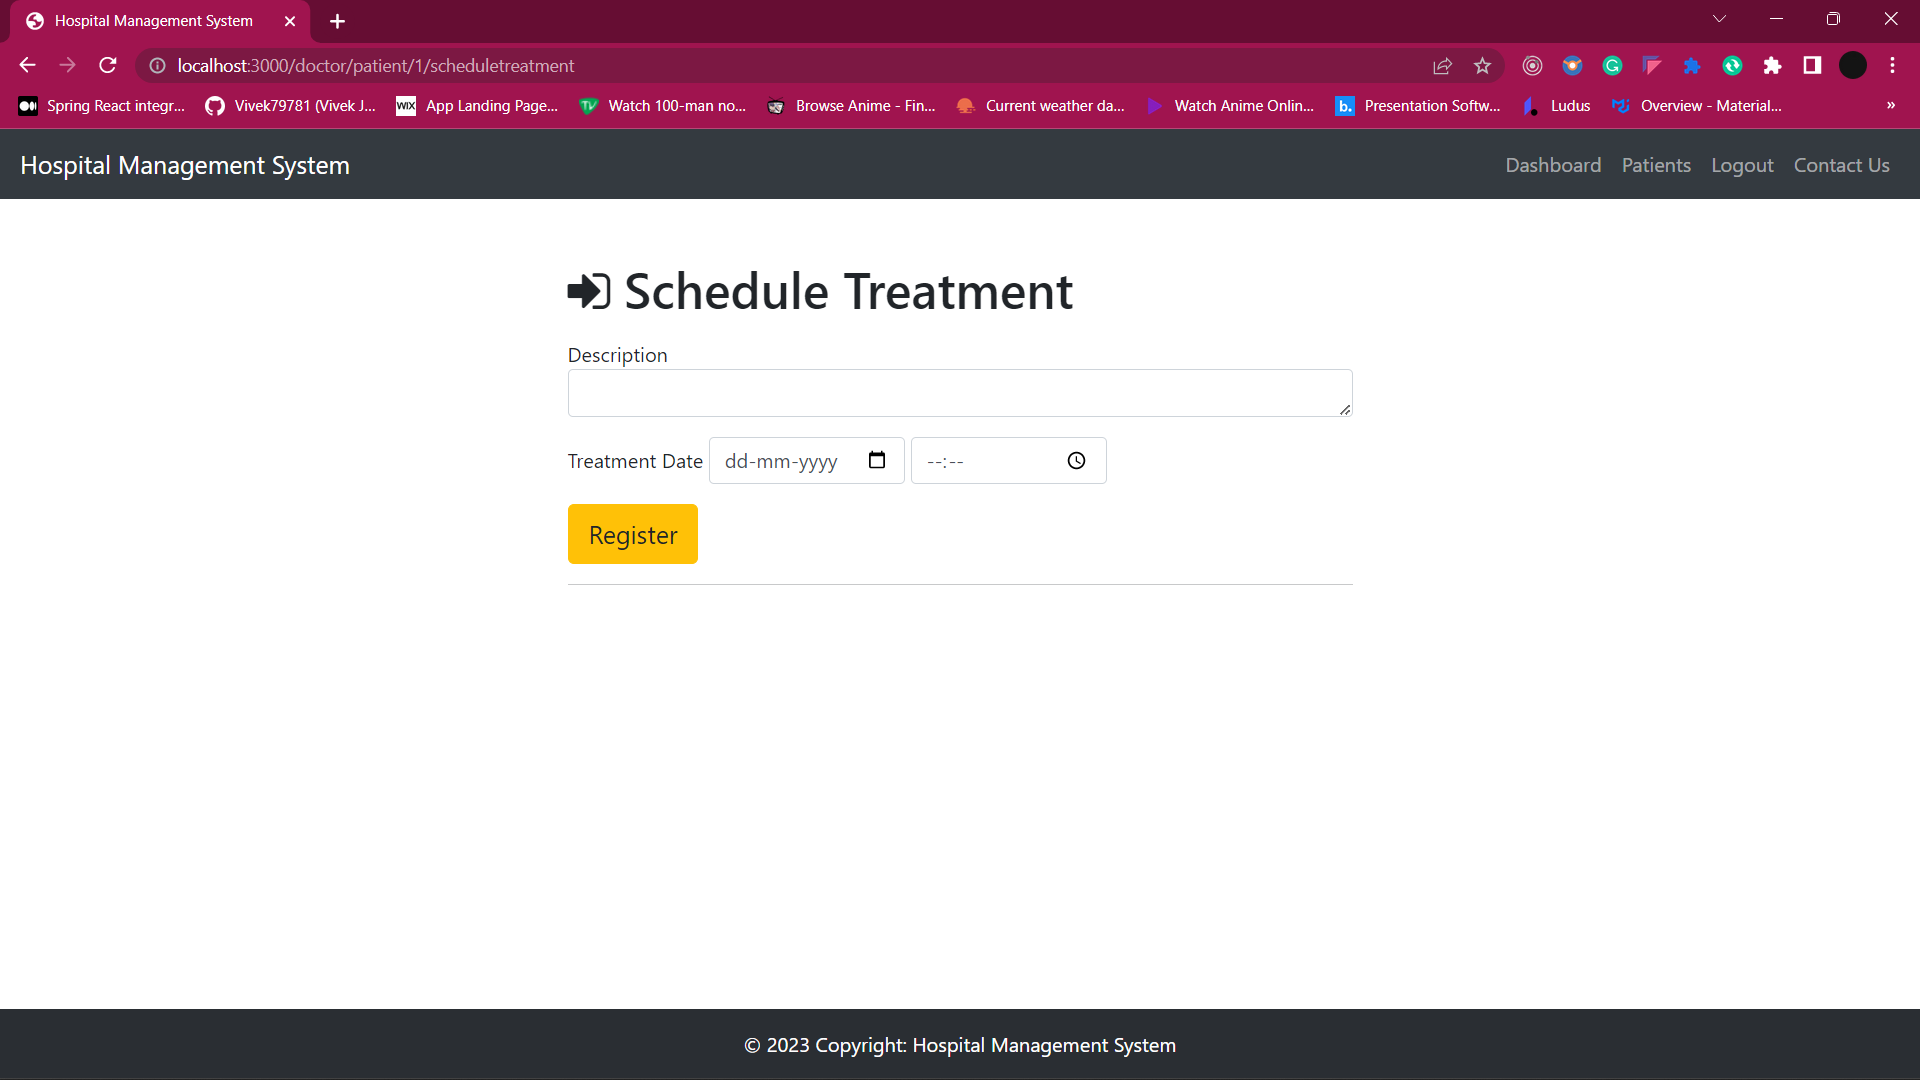 Hospital Management System
localhost:3000/doctor/patient/1/scheduletreatment
Spring React integr... Vivek79781 (Vivek J... WIX App Landing Page... TV Watch 100-man no... Browse Anime - Fin... Current weather da... Watch Anime Onlin... b. Presentation Softw... Ludus Overview - Material... »
Hospital Management System Dashboard Patients Logout Contact Us
Schedule Treatment
Description
Treatment Date dd-mm-yyyy --:--
Register
© 2023 Copyright: Hospital Management System